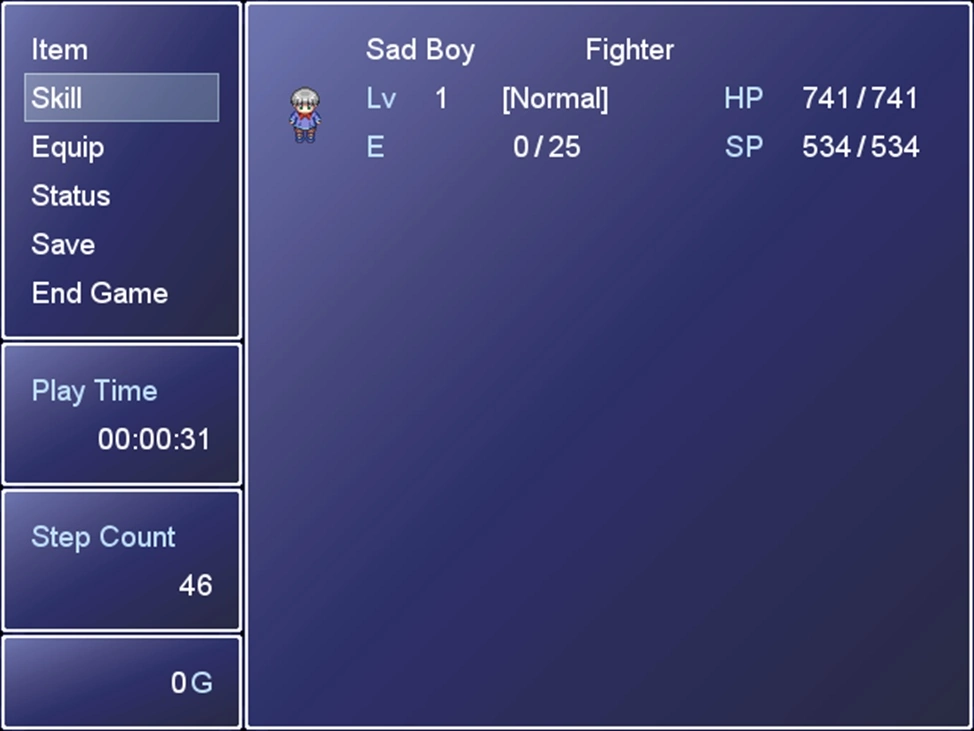 Item
Skill
Equip
Status
Save
End Game
Play Time
00:00:31
Step Count
46
0 G
Sad Boy Fighter
Lv 1 [Normal] HP 741/741
E 0/25 SP 534/534